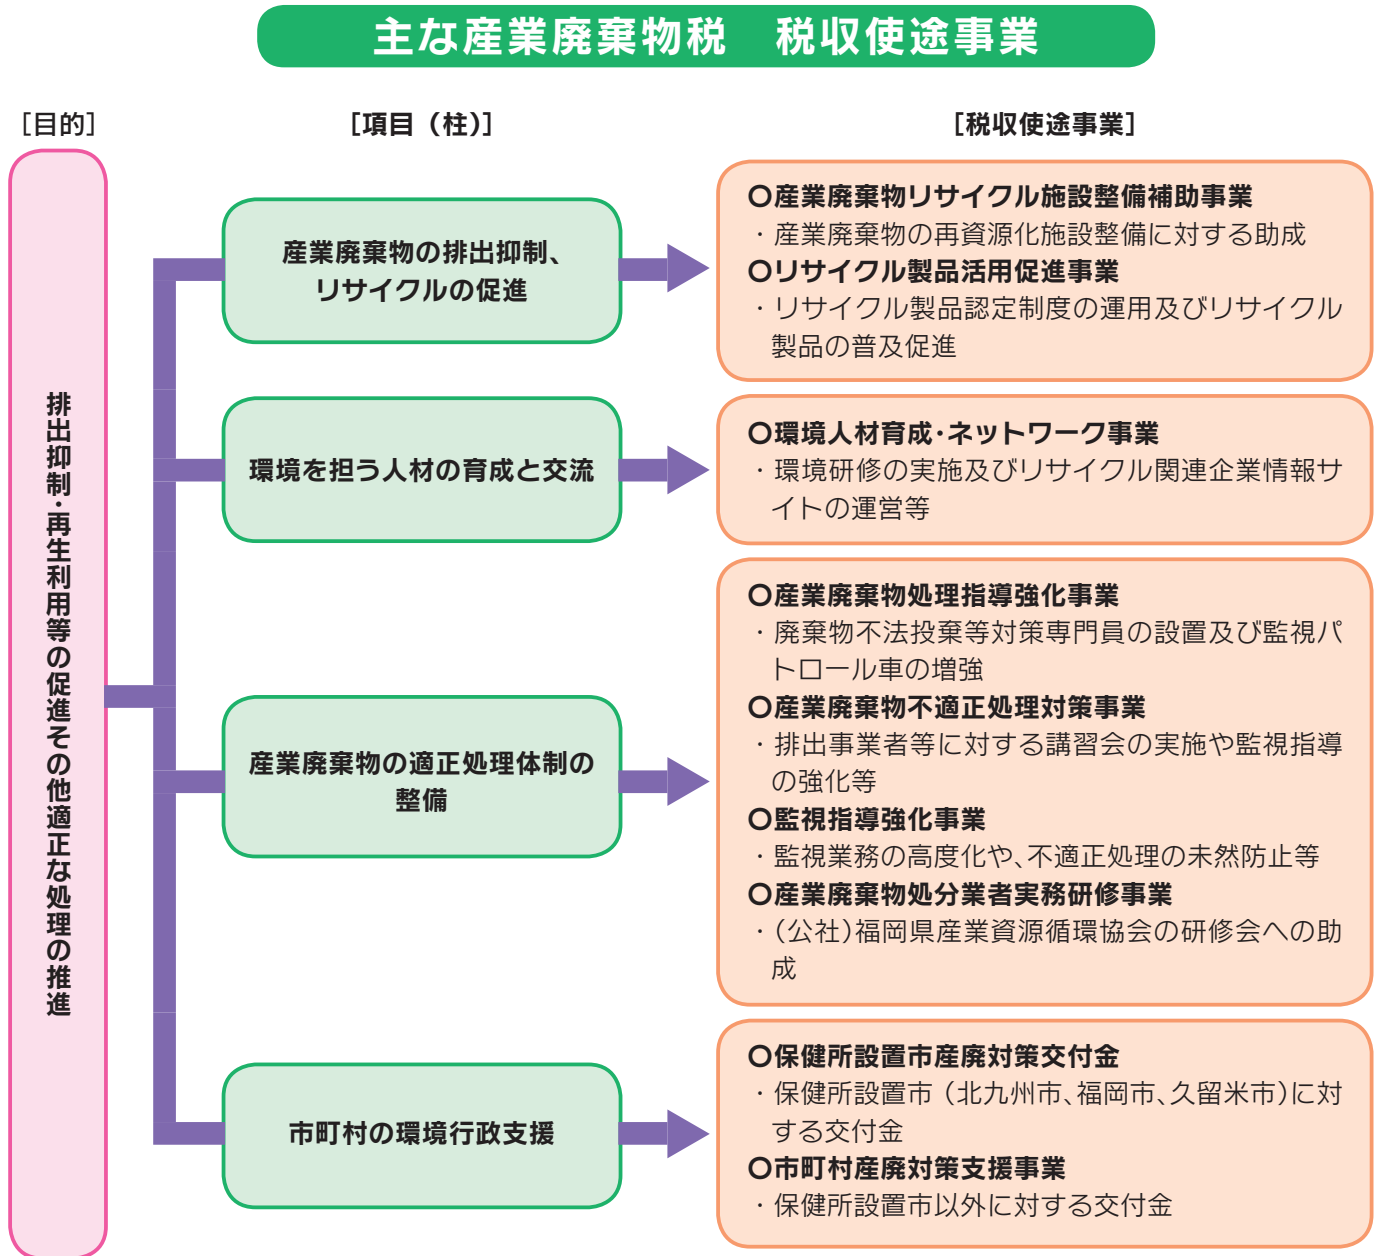 主な産業廃棄物税　税収使途事業
［目的］
［項目（柱）］
［税収使途事業］
排出抑制・再生利用等の促進その他適正な処理の推進
産業廃棄物の排出抑制、
リサイクルの促進
〇産業廃棄物リサイクル施設整備補助事業
・産業廃棄物の再資源化施設整備に対する助成
〇リサイクル製品活用促進事業
・リサイクル製品認定制度の運用及びリサイクル
製品の普及促進
環境を担う人材の育成と交流
〇環境人材育成・ネットワーク事業
・環境研修の実施及びリサイクル関連企業情報サ
イトの運営等
産業廃棄物の適正処理体制の
整備
〇産業廃棄物処理指導強化事業
・廃棄物不法投棄等対策専門員の設置及び監視パ
トロール車の増強
〇産業廃棄物不適正処理対策事業
・排出事業者等に対する講習会の実施や監視指導
の強化等
〇監視指導強化事業
・監視業務の高度化や、不適正処理の未然防止等
〇産業廃棄物処分業者実務研修事業
・（公社）福岡県産業資源循環協会の研修会への助
成
市町村の環境行政支援
〇保健所設置市産廃対策交付金
・保健所設置市（北九州市、福岡市、久留米市）に対
する交付金
〇市町村産廃対策支援事業
・保健所設置市以外に対する交付金